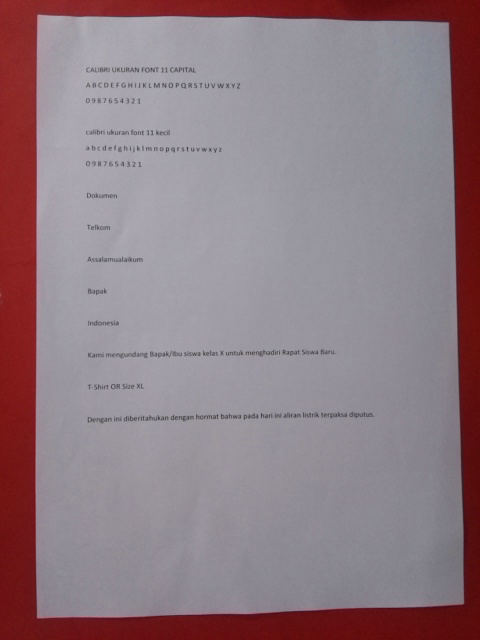 CALIBRI UKURAN FONT 11 CAPITAL
A B C D E F G H I J K L M N O P Q R S T U V W X Y Z
0 9 8 7 6 5 4 3 2 1
calibri ukuran font 11 kecil
a b c d e f g h i j k l m n o p q r s t u v w x y z
0 9 8 7 6 5 4 3 2 1
Dokumen
Telkom
Assalamualaikum
Bapak
Indonesia
Kami mengundang Bapak/Ibu siswa kelas X untuk menghadiri Rapat Siswa Baru.
T-Shirt OR Size XL
Dengan ini diberitahukan dengan hormat bahwa pada hari ini aliran listrik terpaksa diputus.